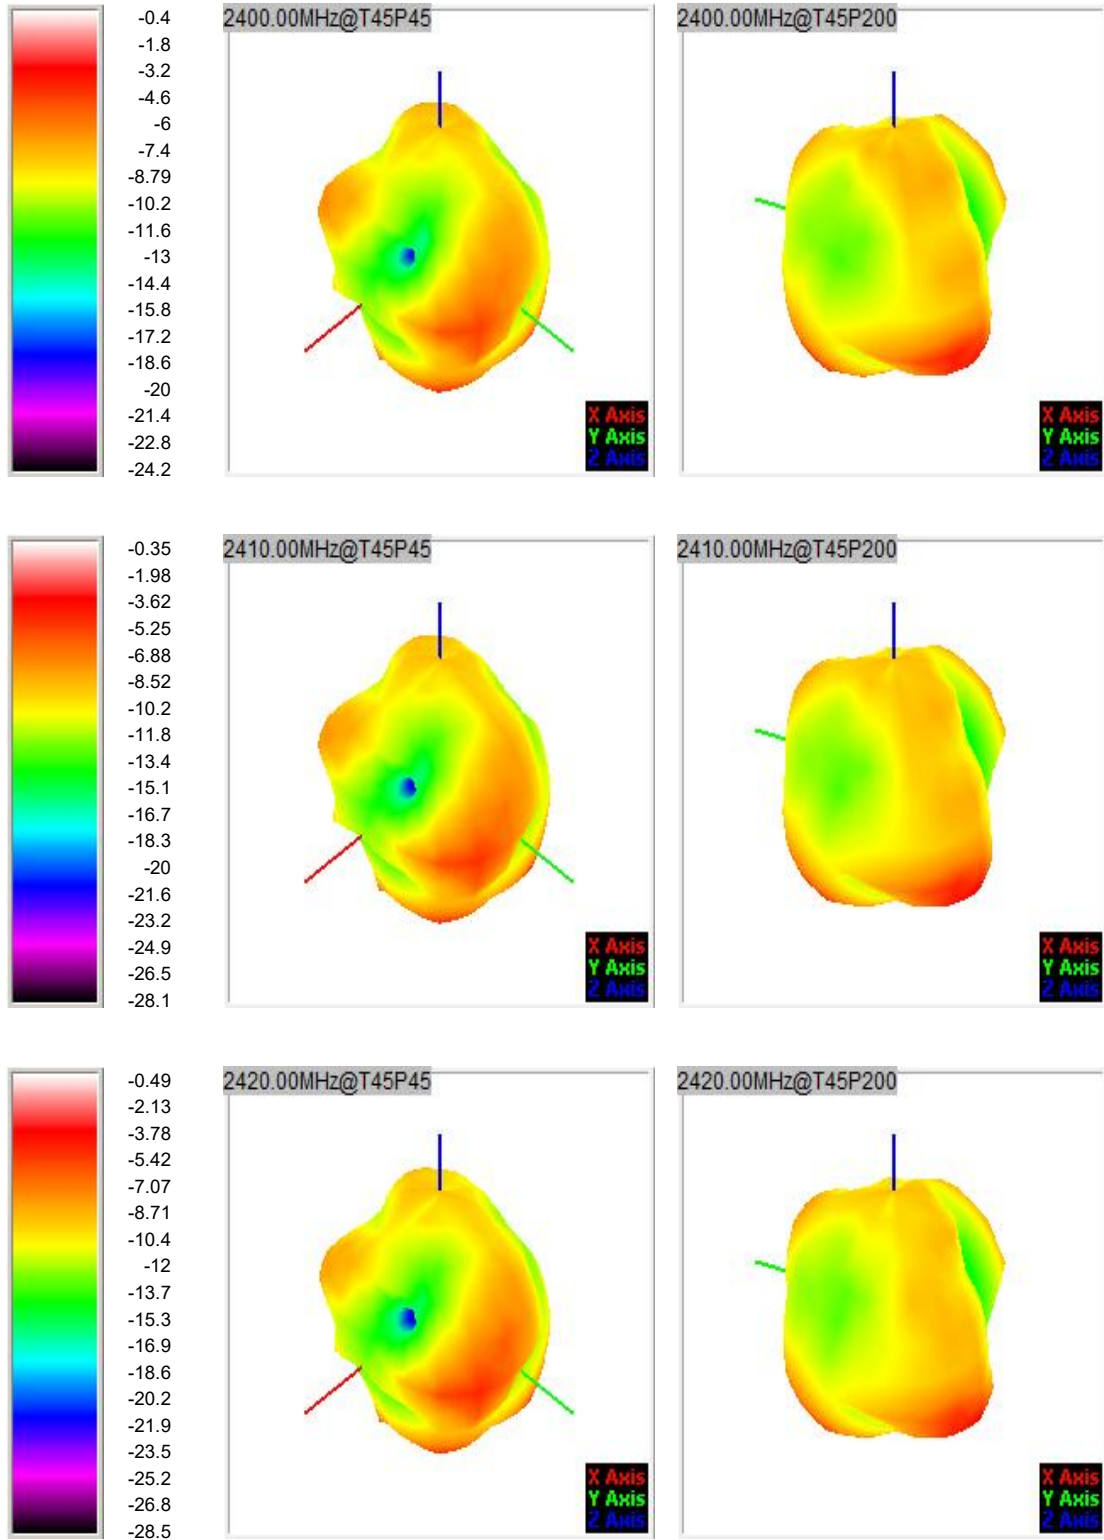 2400.00MHz@T45P45
2400.00MHz@T45P200
-0.4
-1.8
-3.2
-4.6
-6
-7.4
-8.79
-10.2
-11.6
-13
-14.4
-15.8
-17.2
-18.6
-20
-21.4
-22.8
-24.2
X Axis
Y Axis
Z Axis
X Axis
Y Axis
Z Axis
2410.00MHz@T45P45
2410.00MHz@T45P200
-0.35
-1.98
-3.62
-5.25
-6.88
-8.52
-10.2
-11.8
-13.4
-15.1
-16.7
-18.3
-20
-21.6
-23.2
-24.9
-26.5
-28.1
X Axis
Y Axis
Z Axis
X Axis
Y Axis
Z Axis
2420.00MHz@T45P45
2420.00MHz@T45P200
-0.49
-2.13
-3.78
-5.42
-7.07
-8.71
-10.4
-12
-13.7
-15.3
-16.9
-18.6
-20.2
-21.9
-23.5
-25.2
-26.8
-28.5
X Axis
Y Axis
Z Axis
X Axis
Y Axis
Z Axis